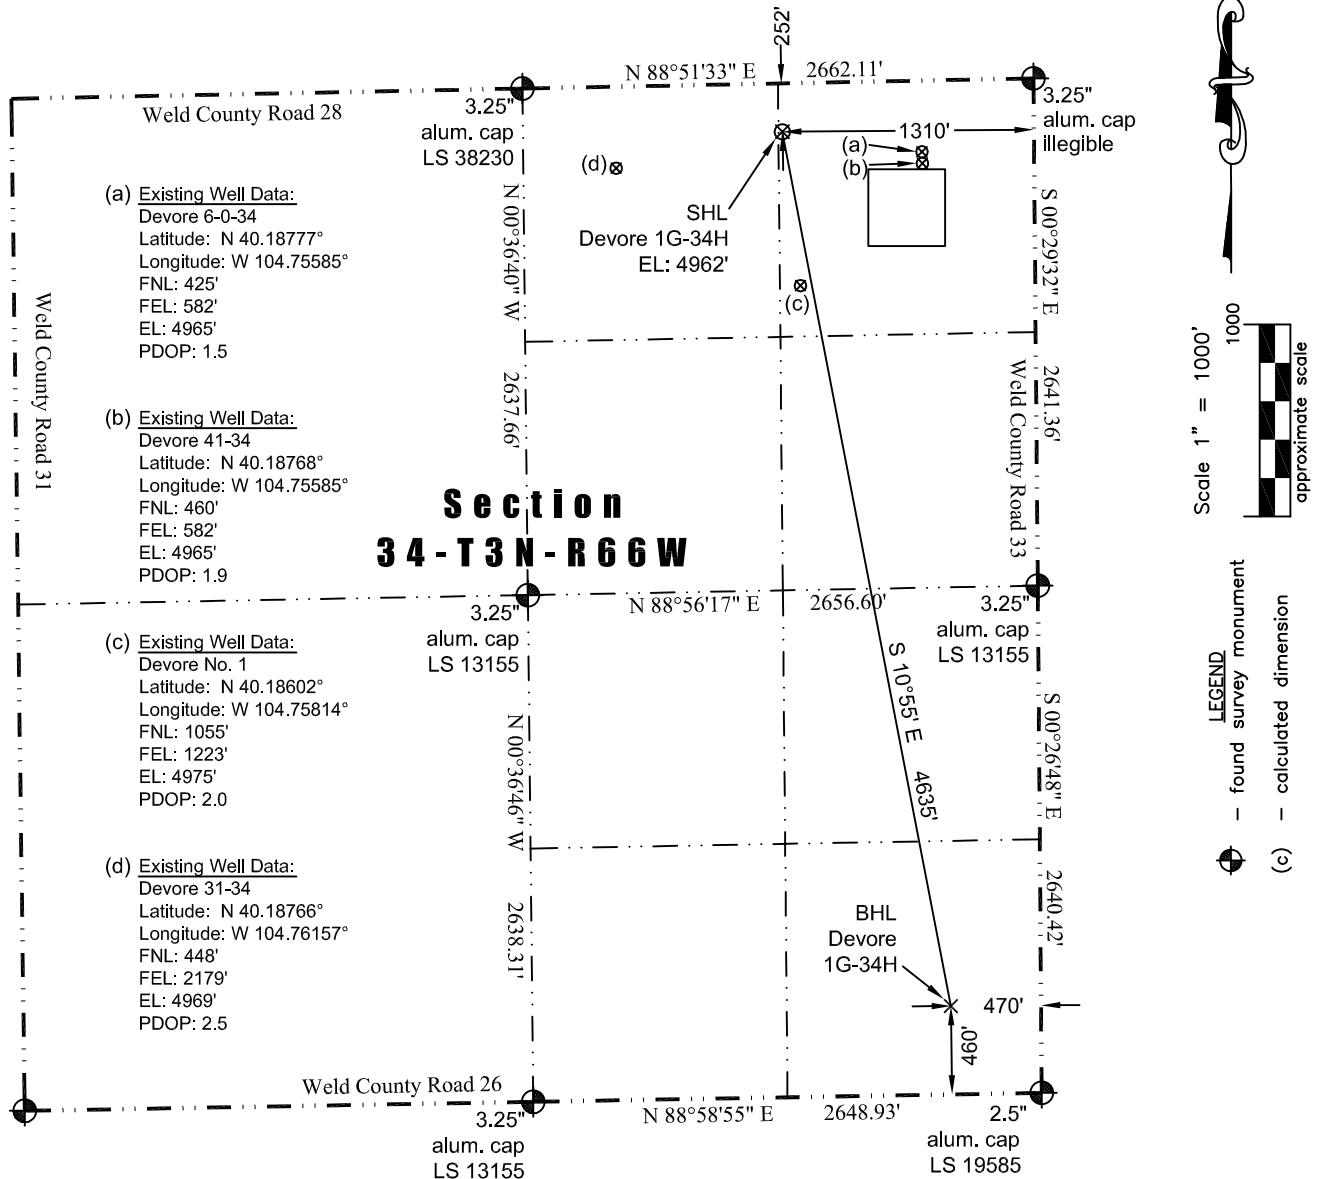 252'
N 88°51'33" E 2662.11'
Weld County Road 28
3.25"
alum. cap
LS 38230
3.25"
alum. cap
illegible
1310'
(a)
(b)
(d)
SHL
Devore 1G-34H
EL: 4962'
(c)
(a) Existing Well Data:
Devore 6-0-34
Latitude: N 40.18777°
Longitude: W 104.75585°
FNL: 425'
FEL: 582'
EL: 4965'
PDOP: 1.5
(b) Existing Well Data:
Devore 41-34
Latitude: N 40.18768°
Longitude: W 104.75585°
FNL: 460'
FEL: 582'
EL: 4965'
PDOP: 1.9
(c) Existing Well Data:
Devore No. 1
Latitude: N 40.18602°
Longitude: W 104.75814°
FNL: 1055'
FEL: 1223'
EL: 4975'
PDOP: 2.0
(d) Existing Well Data:
Devore 31-34
Latitude: N 40.18766°
Longitude: W 104.76157°
FNL: 448'
FEL: 2179'
EL: 4969'
PDOP: 2.5
Weld County Road 31
N 00°36'40" W 2637.66'
S 00°29'32" E 2641.36'
Weld County Road 33
Section
34-T3N-R66W
3.25"
alum. cap
LS 13155
N 88°56'17" E 2656.60'
3.25"
alum. cap
LS 13155
S 10°55' E 4635'
N 00°36'46" W 2638.31'
S 00°26'48" E 2640.42'
BHL
Devore
1G-34H
470'
460'
Weld County Road 26
3.25"
alum. cap
LS 13155
N 88°58'55" E 2648.93'
2.5"
alum. cap
LS 19585
Scale 1" = 1000'
1000
approximate scale
LEGEND
- found survey monument
(c) - calculated dimension